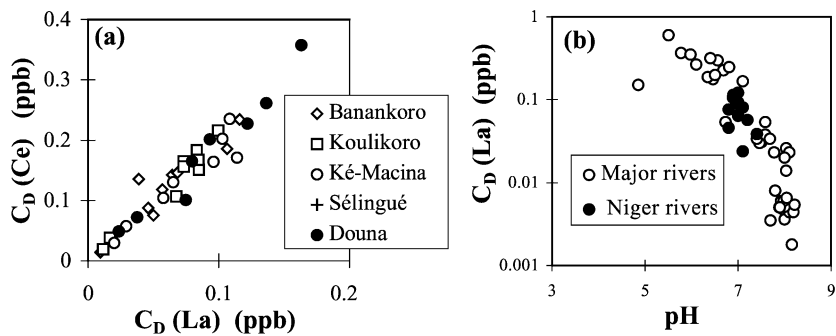 (a)
C_D (Ce) (ppb)
0.4
0.3
0.2
0.1
0
0
0.1
0.2
C_D (La) (ppb)
Banankoro
Koulikoro
Ké-Macina
Sélingué
Douna
(b)
C_D (La) (ppb)
1
0.1
0.01
0.001
3
5
7
9
pH
Major rivers
Niger rivers